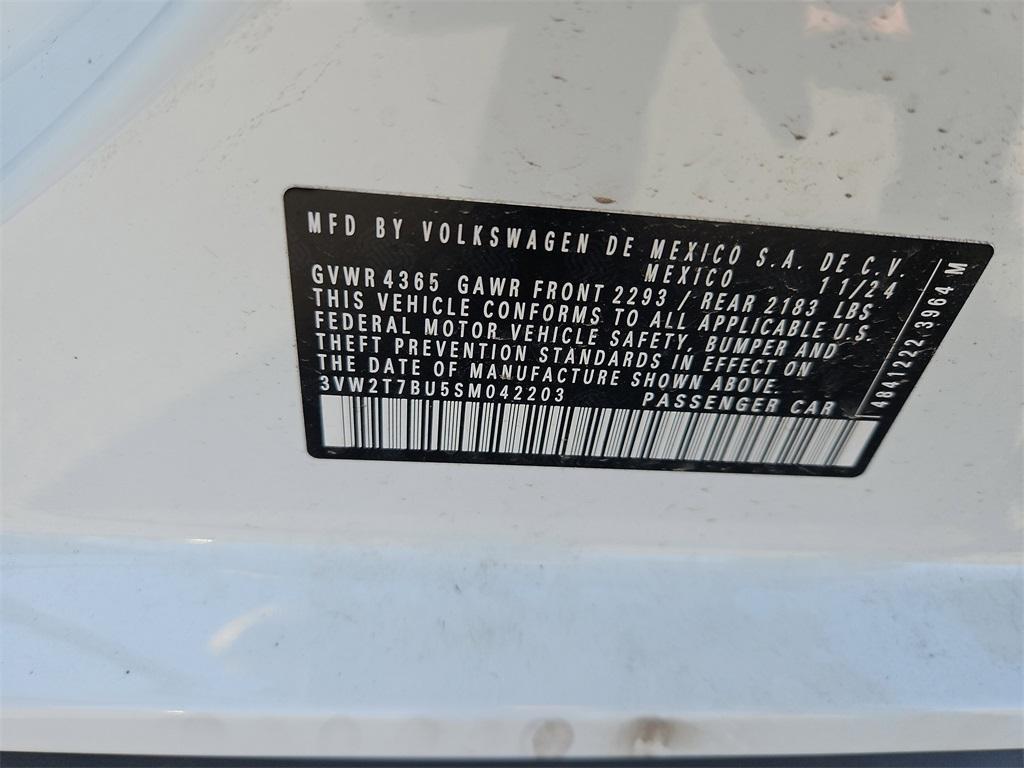 MFD BY VOLKSWAGEN DE MEXICO S.A. DE C.V.
MEXICO 11/24
GVWR 4365 GAWR FRONT 2293 / REAR 2183 LBS
THIS VEHICLE CONFORMS TO ALL APPLICABLE U.S.
FEDERAL MOTOR VEHICLE SAFETY, BUMPER AND
THEFT PREVENTION STANDARDS IN EFFECT ON
THE DATE OF MANUFACTURE SHOWN ABOVE.
3VW2T7BU5SM042203 PASSENGER CAR
4841222.3964 M